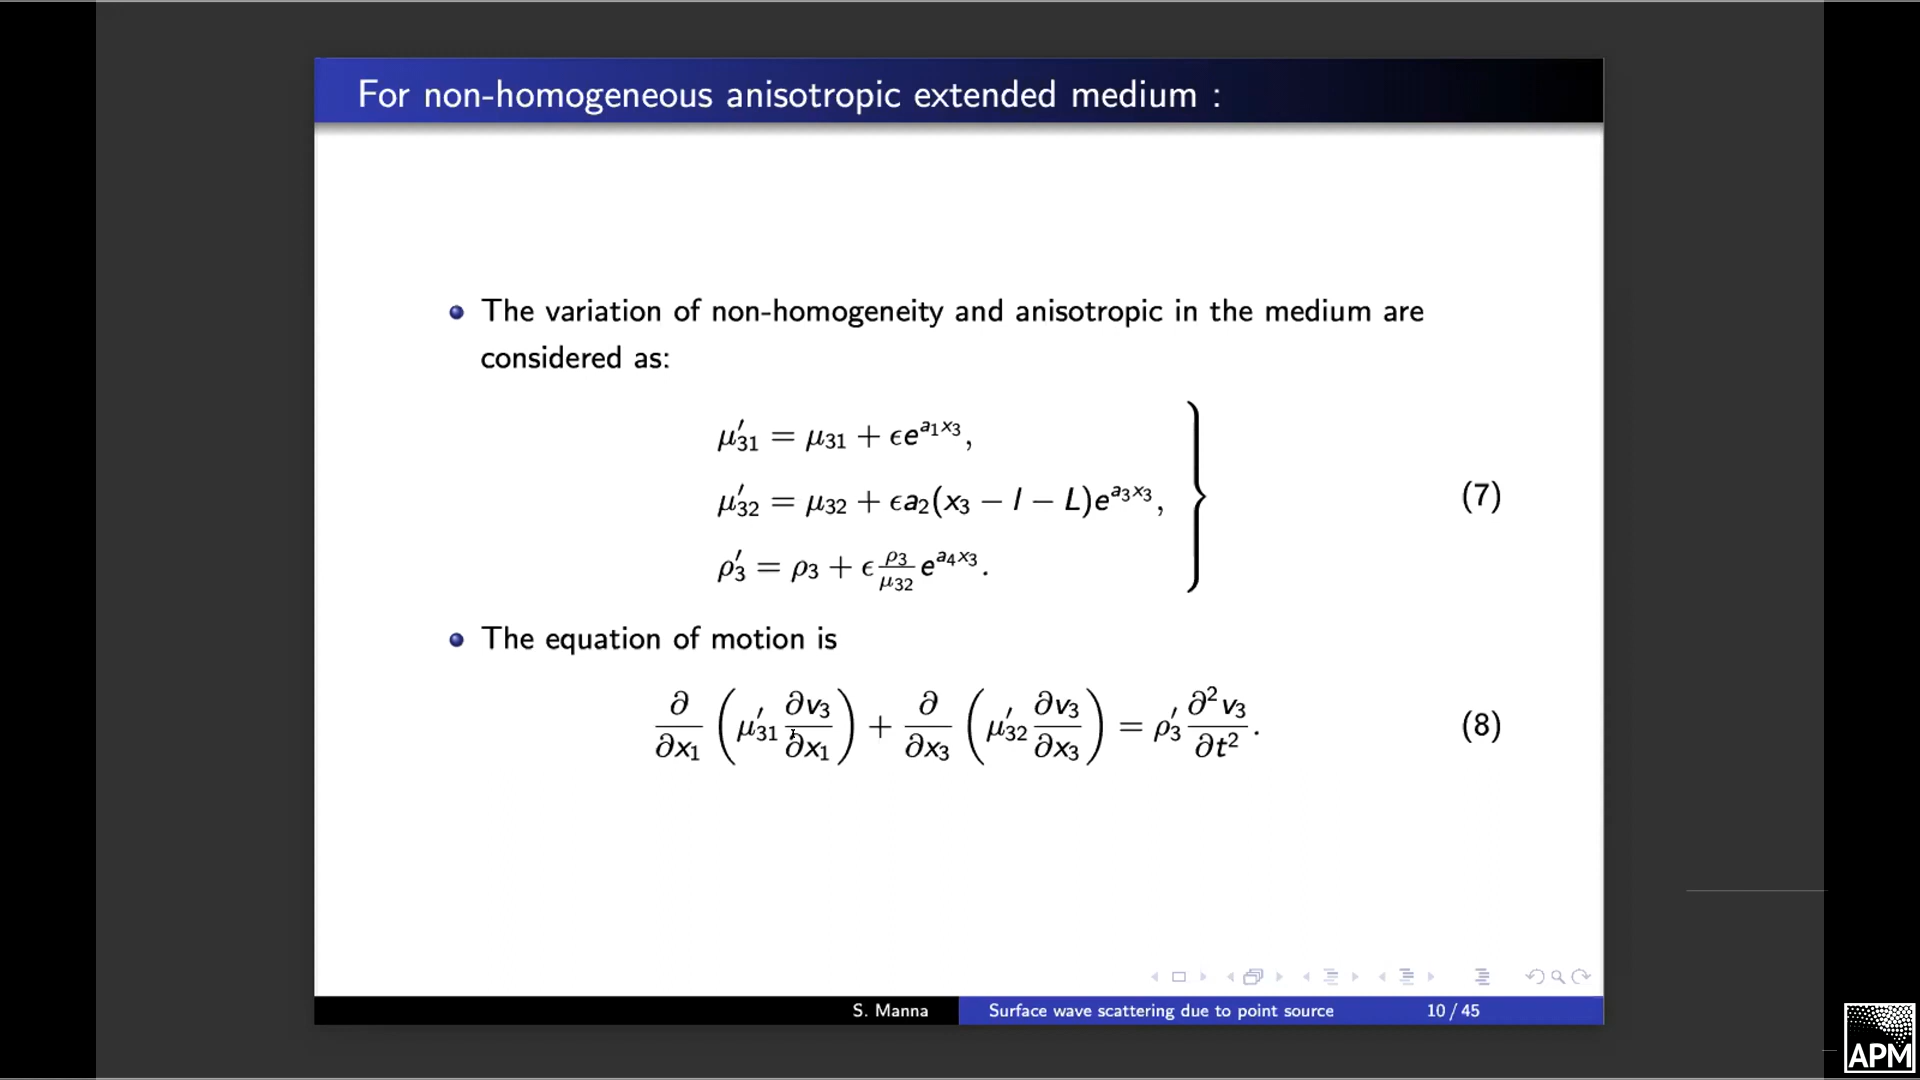 For non-homogeneous anisotropic extended medium :
The variation of non-homogeneity and anisotropic in the medium are
considered as:
μ′₃₁ = μ₃₁ + ϵe^{a₁x₃},
μ′₃₂ = μ₃₂ + ϵa₂(x₃ − l − L)e^{a₃x₃},
ρ′₃ = ρ₃ + ϵ ρ₃/μ₃₂ e^{a₄x₃}.
(7)
The equation of motion is
∂/∂x₁ (μ′₃₁ ∂v₃/∂x₁) + ∂/∂x₃ (μ′₃₂ ∂v₃/∂x₃) = ρ′₃ ∂²v₃/∂t². (8)
S. Manna Surface wave scattering due to point source 10 / 45
APM